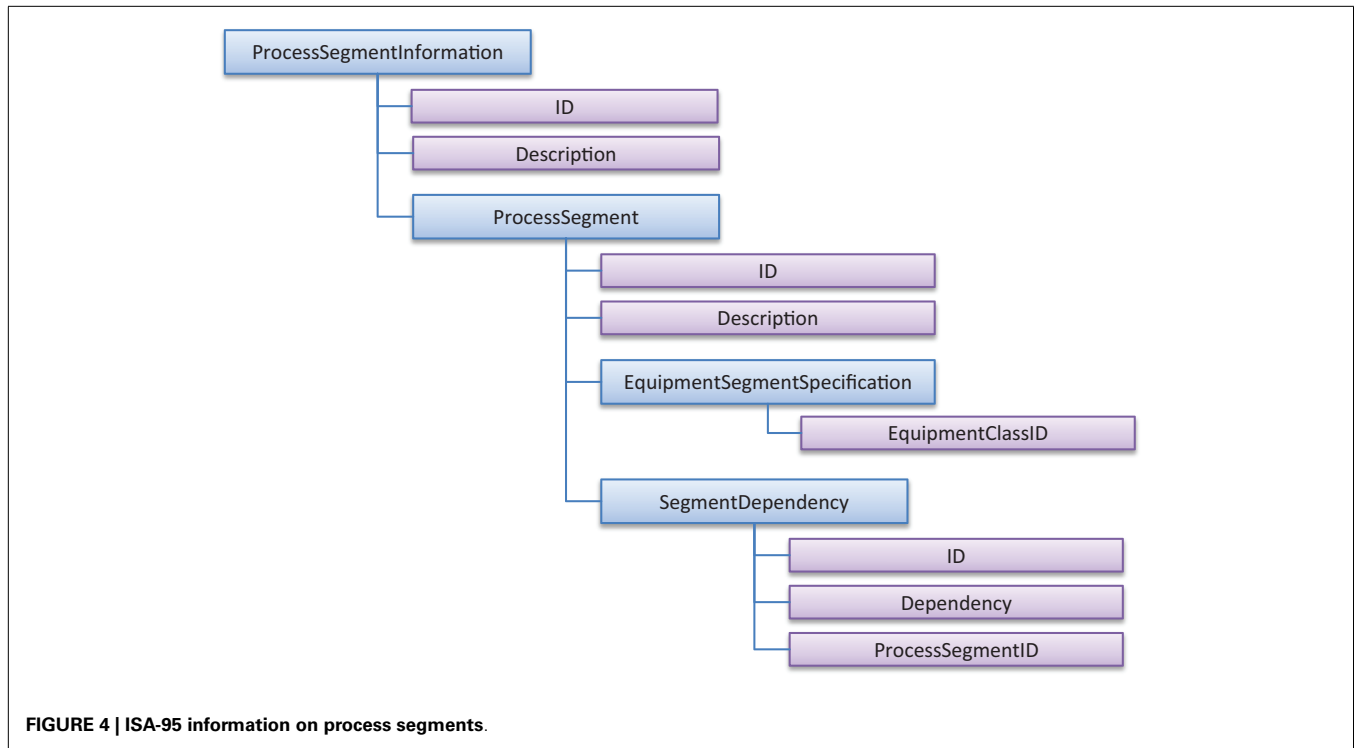 ProcessSegmentInformation
ID
Description
ProcessSegment
ID
Description
EquipmentSegmentSpecification
EquipmentClassID
SegmentDependency
ID
Dependency
ProcessSegmentID
FIGURE 4 | ISA-95 information on process segments.